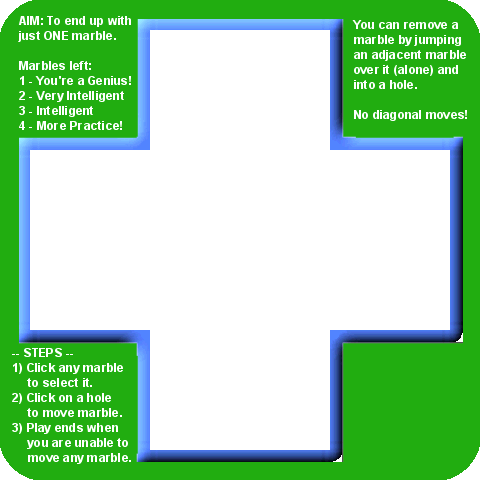 AIM: To end up with
just ONE marble.
Marbles left:
1 - You're a Genius!
2 - Very Intelligent
3 - Intelligent
4 - More Practice!
You can remove a
marble by jumping
an adjacent marble
over it (alone) and
into a hole.
No diagonal moves!
-- STEPS --
1) Click any marble
to select it.
2) Click on a hole
to move marble.
3) Play ends when
you are unable to
move any marble.